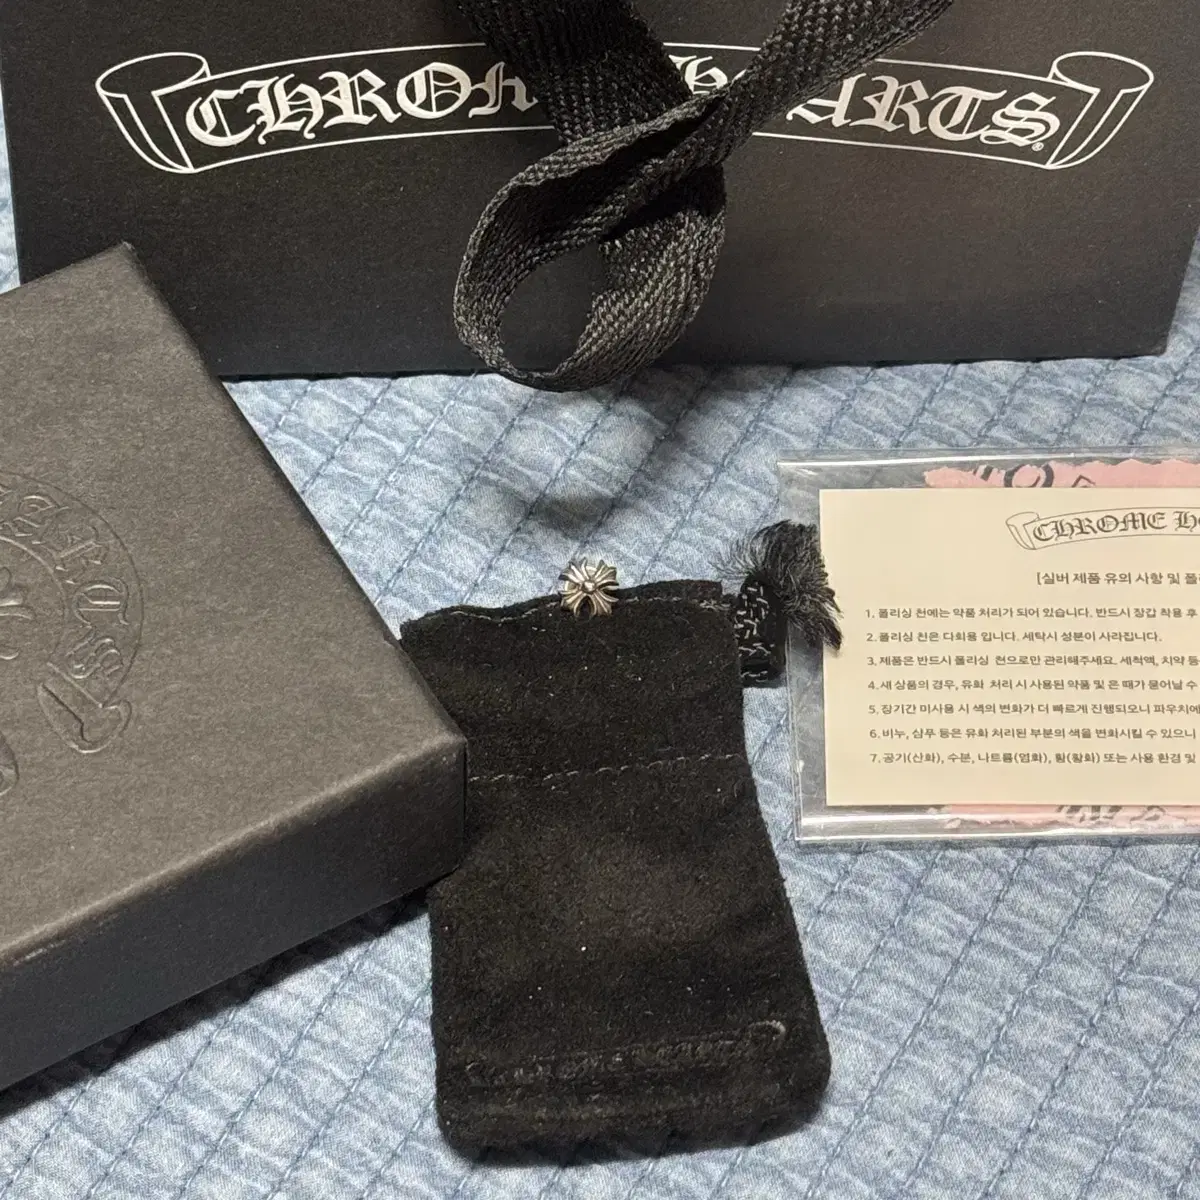 CHROME HEARTS®
CHROME H
[실버 제품 유의 사항 및 폴
1. 폴리싱 천에는 약품 처리가 되어 있습니다. 반드시 장갑 착용 후
2. 폴리싱 천은 다회용 입니다. 세탁시 성분이 사라집니다.
3. 제품은 반드시 폴리싱 천으로만 관리해주세요. 세척액, 치약 등
4. 새 상품의 경우, 유화 처리 시 사용된 약품 및 은 때가 묻어날 수
5. 장기간 미사용 시 색의 변화가 더 빠르게 진행되오니 파우치에
6. 비누, 샴푸 등은 유화 처리된 부분의 색을 변화시킬 수 있으니
7. 공기(산화), 수분, 나트륨(염화), 황(황화) 또는 사용 환경 및